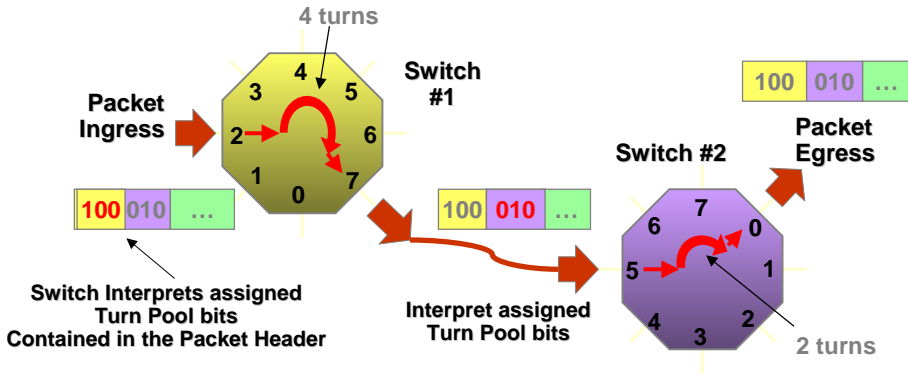 4 turns
Switch
#1
Packet
Ingress
4
3
5
2
6
1
7
0
100 010 …
Switch Interprets assigned
Turn Pool bits
Contained in the Packet Header
100 010 …
Interpret assigned
Turn Pool bits
100 010 …
Packet
Egress
Switch #2
7
6
0
5
1
4
2
3
2 turns